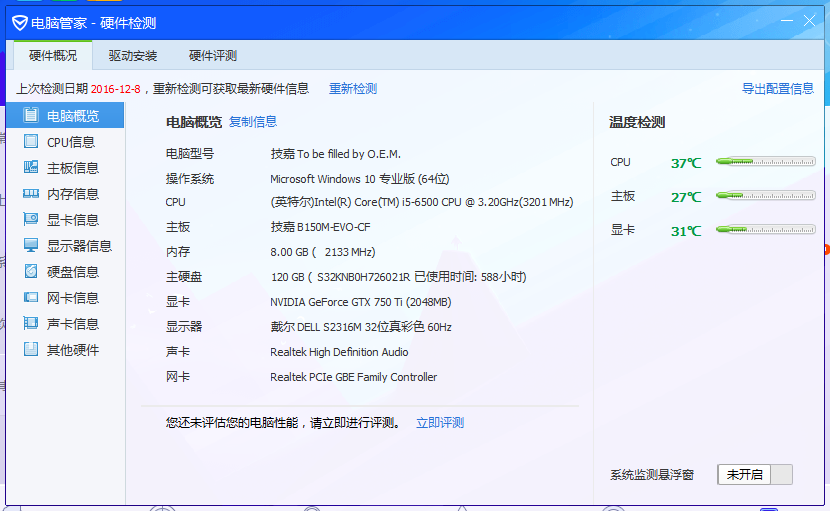 电脑管家 - 硬件检测
硬件概况 驱动安装 硬件评测
上次检测日期 2016-12-8，重新检测可获取最新硬件信息 重新检测 导出配置信息
电脑概览
CPU信息
主板信息
内存信息
显卡信息
显示器信息
硬盘信息
网卡信息
声卡信息
其他硬件
电脑概览 复制信息
电脑型号 技嘉 To be filled by O.E.M.
操作系统 Microsoft Windows 10 专业版 (64位)
CPU (英特尔)Intel(R) Core(TM) i5-6500 CPU @ 3.20GHz(3201 MHz)
主板 技嘉 B150M-EVO-CF
内存 8.00 GB ( 2133 MHz)
主硬盘 120 GB ( S32KNB0H726021R 已使用时间: 588小时)
显卡 NVIDIA GeForce GTX 750 Ti (2048MB)
显示器 戴尔 DELL S2316M 32位真彩色 60Hz
声卡 Realtek High Definition Audio
网卡 Realtek PCIe GBE Family Controller
您还未评估您的电脑性能，请立即进行评测。 立即评测
温度检测
CPU 37℃
主板 27℃
显卡 31℃
系统监测悬浮窗 未开启